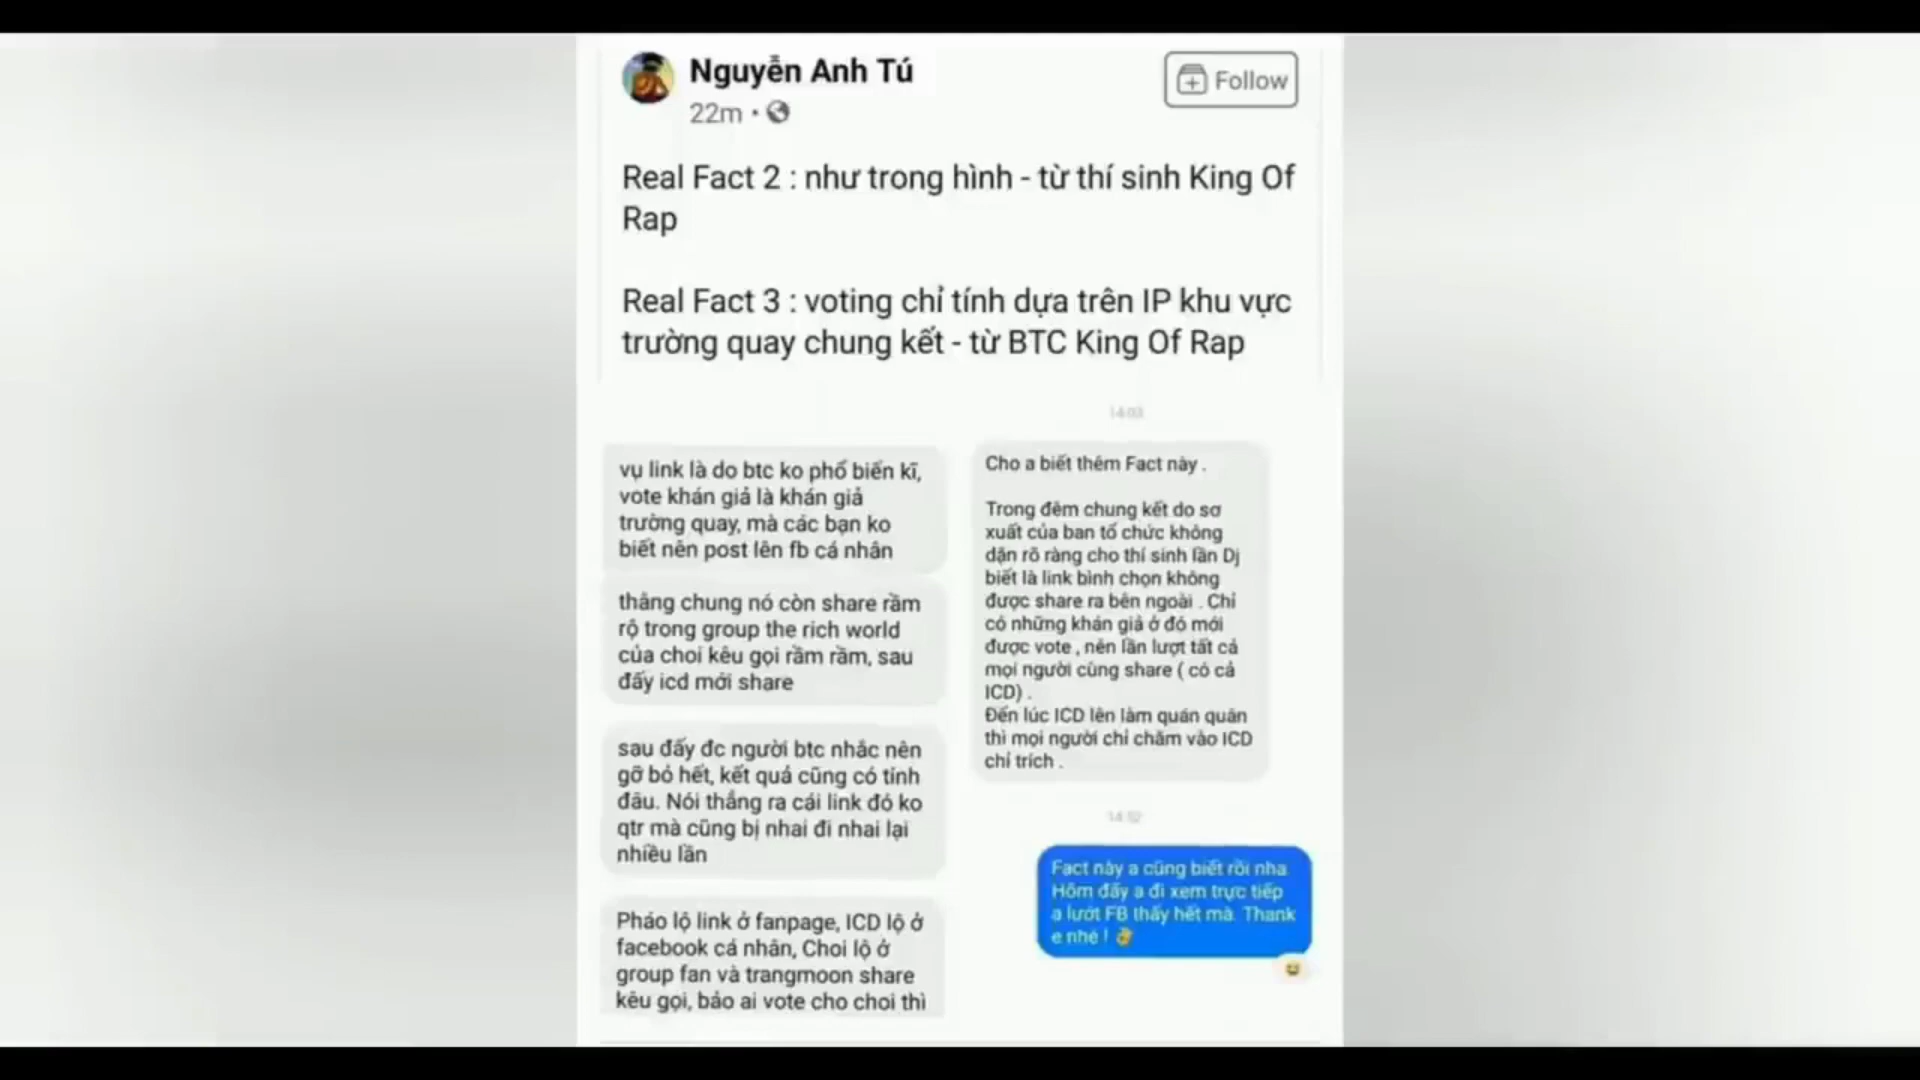 Nguyễn Anh Tú
22m
Follow
Real Fact 2 : như trong hình - từ thí sinh King Of
Rap
Real Fact 3 : voting chỉ tính dựa trên IP khu vực
trường quay chung kết - từ BTC King Of Rap
vụ link là do btc ko phổ biến kĩ,
vote khán giả là khán giả
trường quay, mà các bạn ko
biết nên post lên fb cá nhân
thằng chung nó còn share rầm
rộ trong group the rich world
của choi kêu gọi rầm rầm, sau
đấy icd mới share
sau đấy đc người btc nhắc nên
gỡ bỏ hết, kết quả cũng có tính
đâu. Nói thẳng ra cái link đó ko
qtr mà cũng bị nhai đi nhai lại
nhiều lần
Pháo lộ link ở fanpage, ICD lộ ở
facebook cá nhân, Choi lộ ở
group fan và trangmoon share
kêu gọi, bảo ai vote cho choi thì
14:03
Cho a biết thêm Fact này .
Trong đêm chung kết do sơ
xuất của ban tổ chức không
dặn rõ ràng cho thí sinh lẫn Dj
biết là link bình chọn không
được share ra bên ngoài . Chỉ
có những khán giả ở đó mới
được vote , nên lần lượt tất cả
mọi người cùng share ( có cả
ICD) .
Đến lúc ICD lên làm quán quân
thì mọi người chỉ chăm vào ICD
chỉ trích .
Fact này a cũng biết rồi nha
Hôm đấy a đi xem trực tiếp
a lướt FB thấy hết mà. Thank
e nhé !